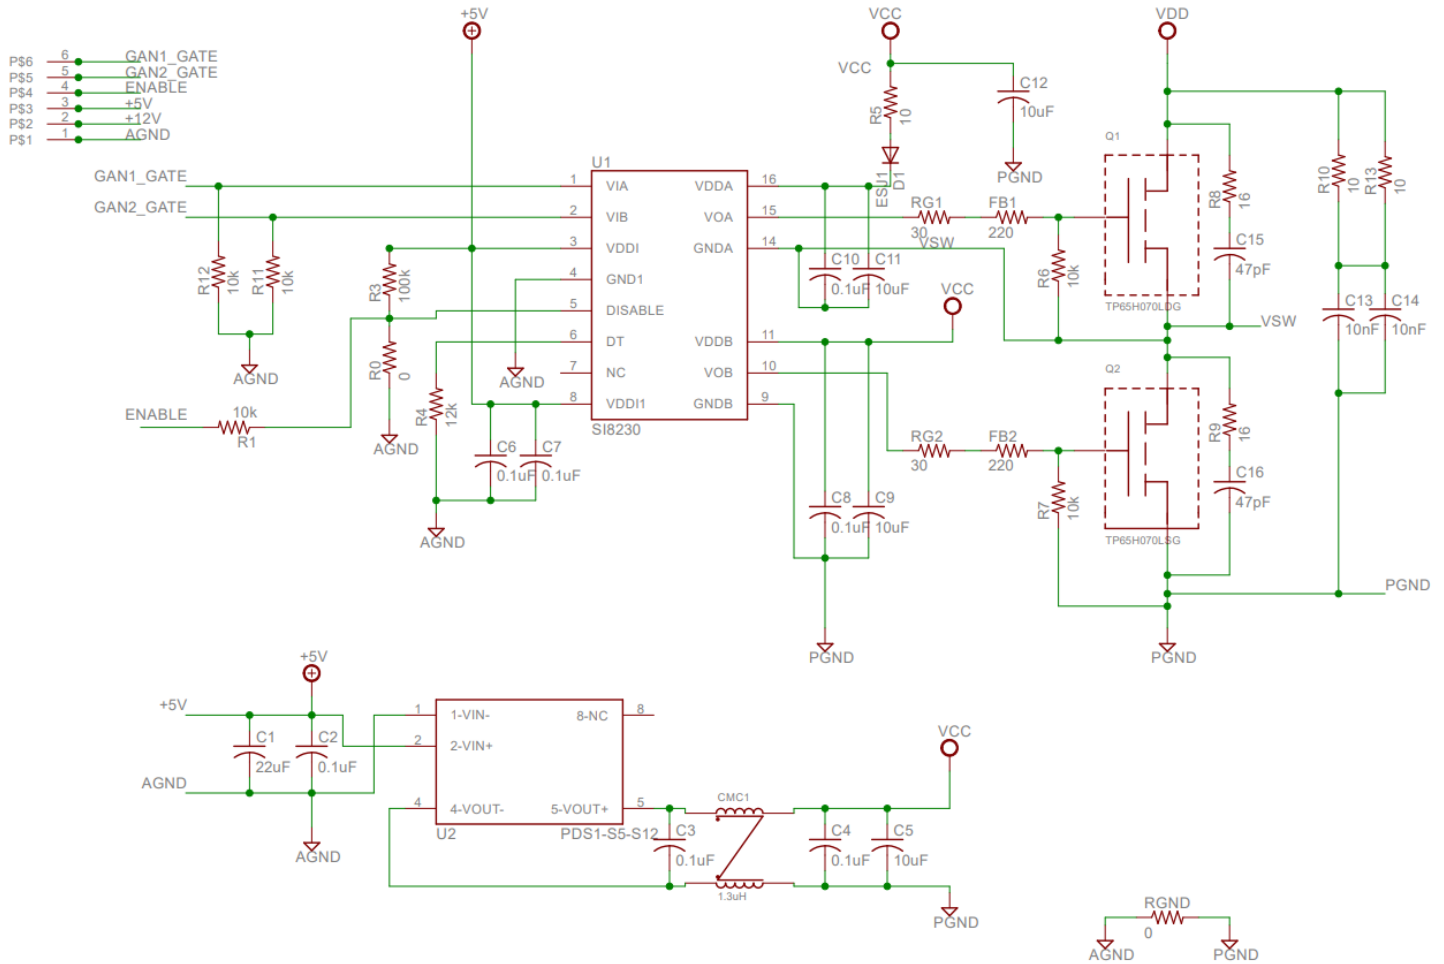 +5V
VCC
VDD
P$6 6 GAN1_GATE
P$5 5 GAN2_GATE
P$4 4 ENABLE
P$3 3 +5V
P$2 2 +12V
P$1 1 AGND
VCC
R5
10
C12
10uF
PGND
ESJ1
D1
Q1
TP65H070LDG
R8
16
C15
47pF
R10
10
R13
10
C13
10nF
C14
10nF
GAN1_GATE
GAN2_GATE
R12
10k
R11
10k
AGND
ENABLE
10k
R1
R3
100k
R0
0
AGND
R4
12k
AGND
U1
1 VIA
2 VIB
3 VDDI
4 GND1
5 DISABLE
6 DT
7 NC
8 VDDI1
VDDA 16
VOA 15
GNDA 14
VDDB 11
VOB 10
GNDB 9
SI8230
AGND
C6
0.1uF
C7
0.1uF
RG1
30
FB1
220
VSW
C10
0.1uF
C11
10uF
R6
10k
VCC
VSW
C8
0.1uF
C9
10uF
PGND
RG2
30
FB2
220
R7
10k
Q2
TP65H070LSG
R9
16
C16
47pF
PGND
PGND
+5V
+5V
C1
22uF
C2
0.1uF
AGND
AGND
1 1-VIN-
2 2-VIN+
4 4-VOUT-
8-NC 8
5-VOUT+ 5
U2
PDS1-S5-S12
C3
0.1uF
CMC1
1.3uH
C4
0.1uF
C5
10uF
VCC
PGND
RGND
0
AGND
PGND